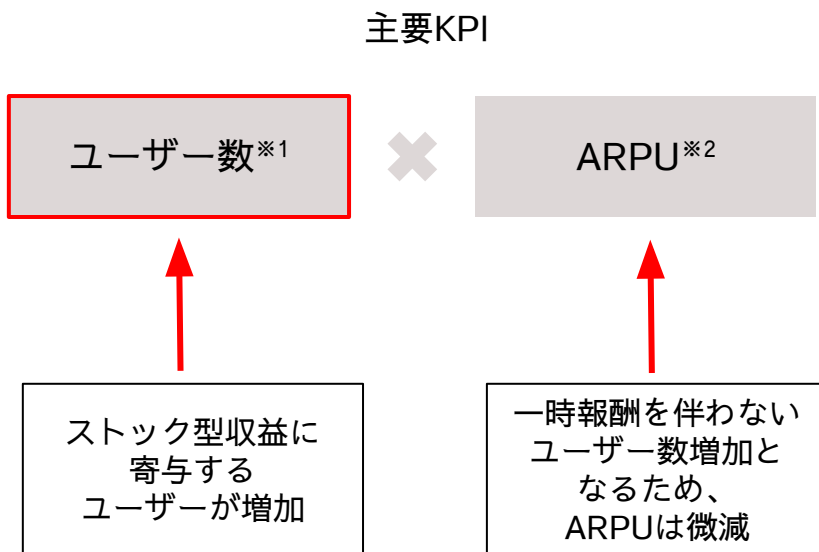 主要KPI
ユーザー数※1
ARPU※2
ストック型収益に
寄与する
ユーザーが増加
一時報酬を伴わない
ユーザー数増加と
なるため、
ARPUは微減